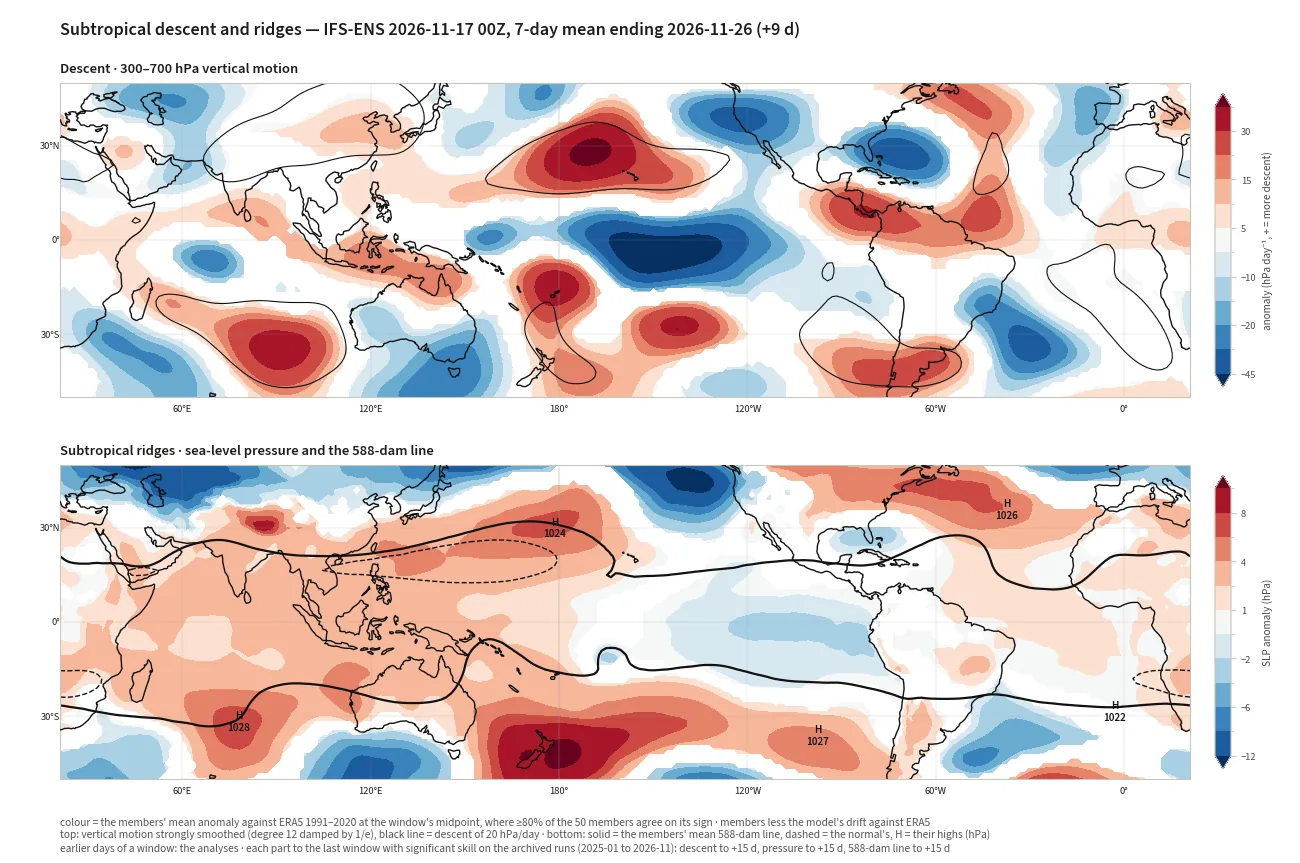 Subtropical descent and ridges — IFS-ENS 2026-11-17 00Z, 7-day mean ending 2026-11-26 (+9 d)
Descent · 300–700 hPa vertical motion
30°N
0°
30°S
60°E
120°E
180°
120°W
60°W
0°
30
15
5
−10
−20
−45
anomaly (hPa day⁻¹, + = more descent)
Subtropical ridges · sea-level pressure and the 588-dam line
30°N
0°
30°S
H
1024
H
1026
H
1028
H
1027
H
1022
60°E
120°E
180°
120°W
60°W
0°
8
4
1
−2
−6
−12
SLP anomaly (hPa)
colour = the members' mean anomaly against ERA5 1991–2020 at the window's midpoint, where ≥80% of the 50 members agree on its sign · members less the model's drift against ERA5
top: vertical motion strongly smoothed (degree 12 damped by 1/e), black line = descent of 20 hPa/day · bottom: solid = the members' mean 588-dam line, dashed = the normal's, H = their highs (hPa)
earlier days of a window: the analyses · each part to the last window with significant skill on the archived runs (2025-01 to 2026-11): descent to +15 d, pressure to +15 d, 588-dam line to +15 d